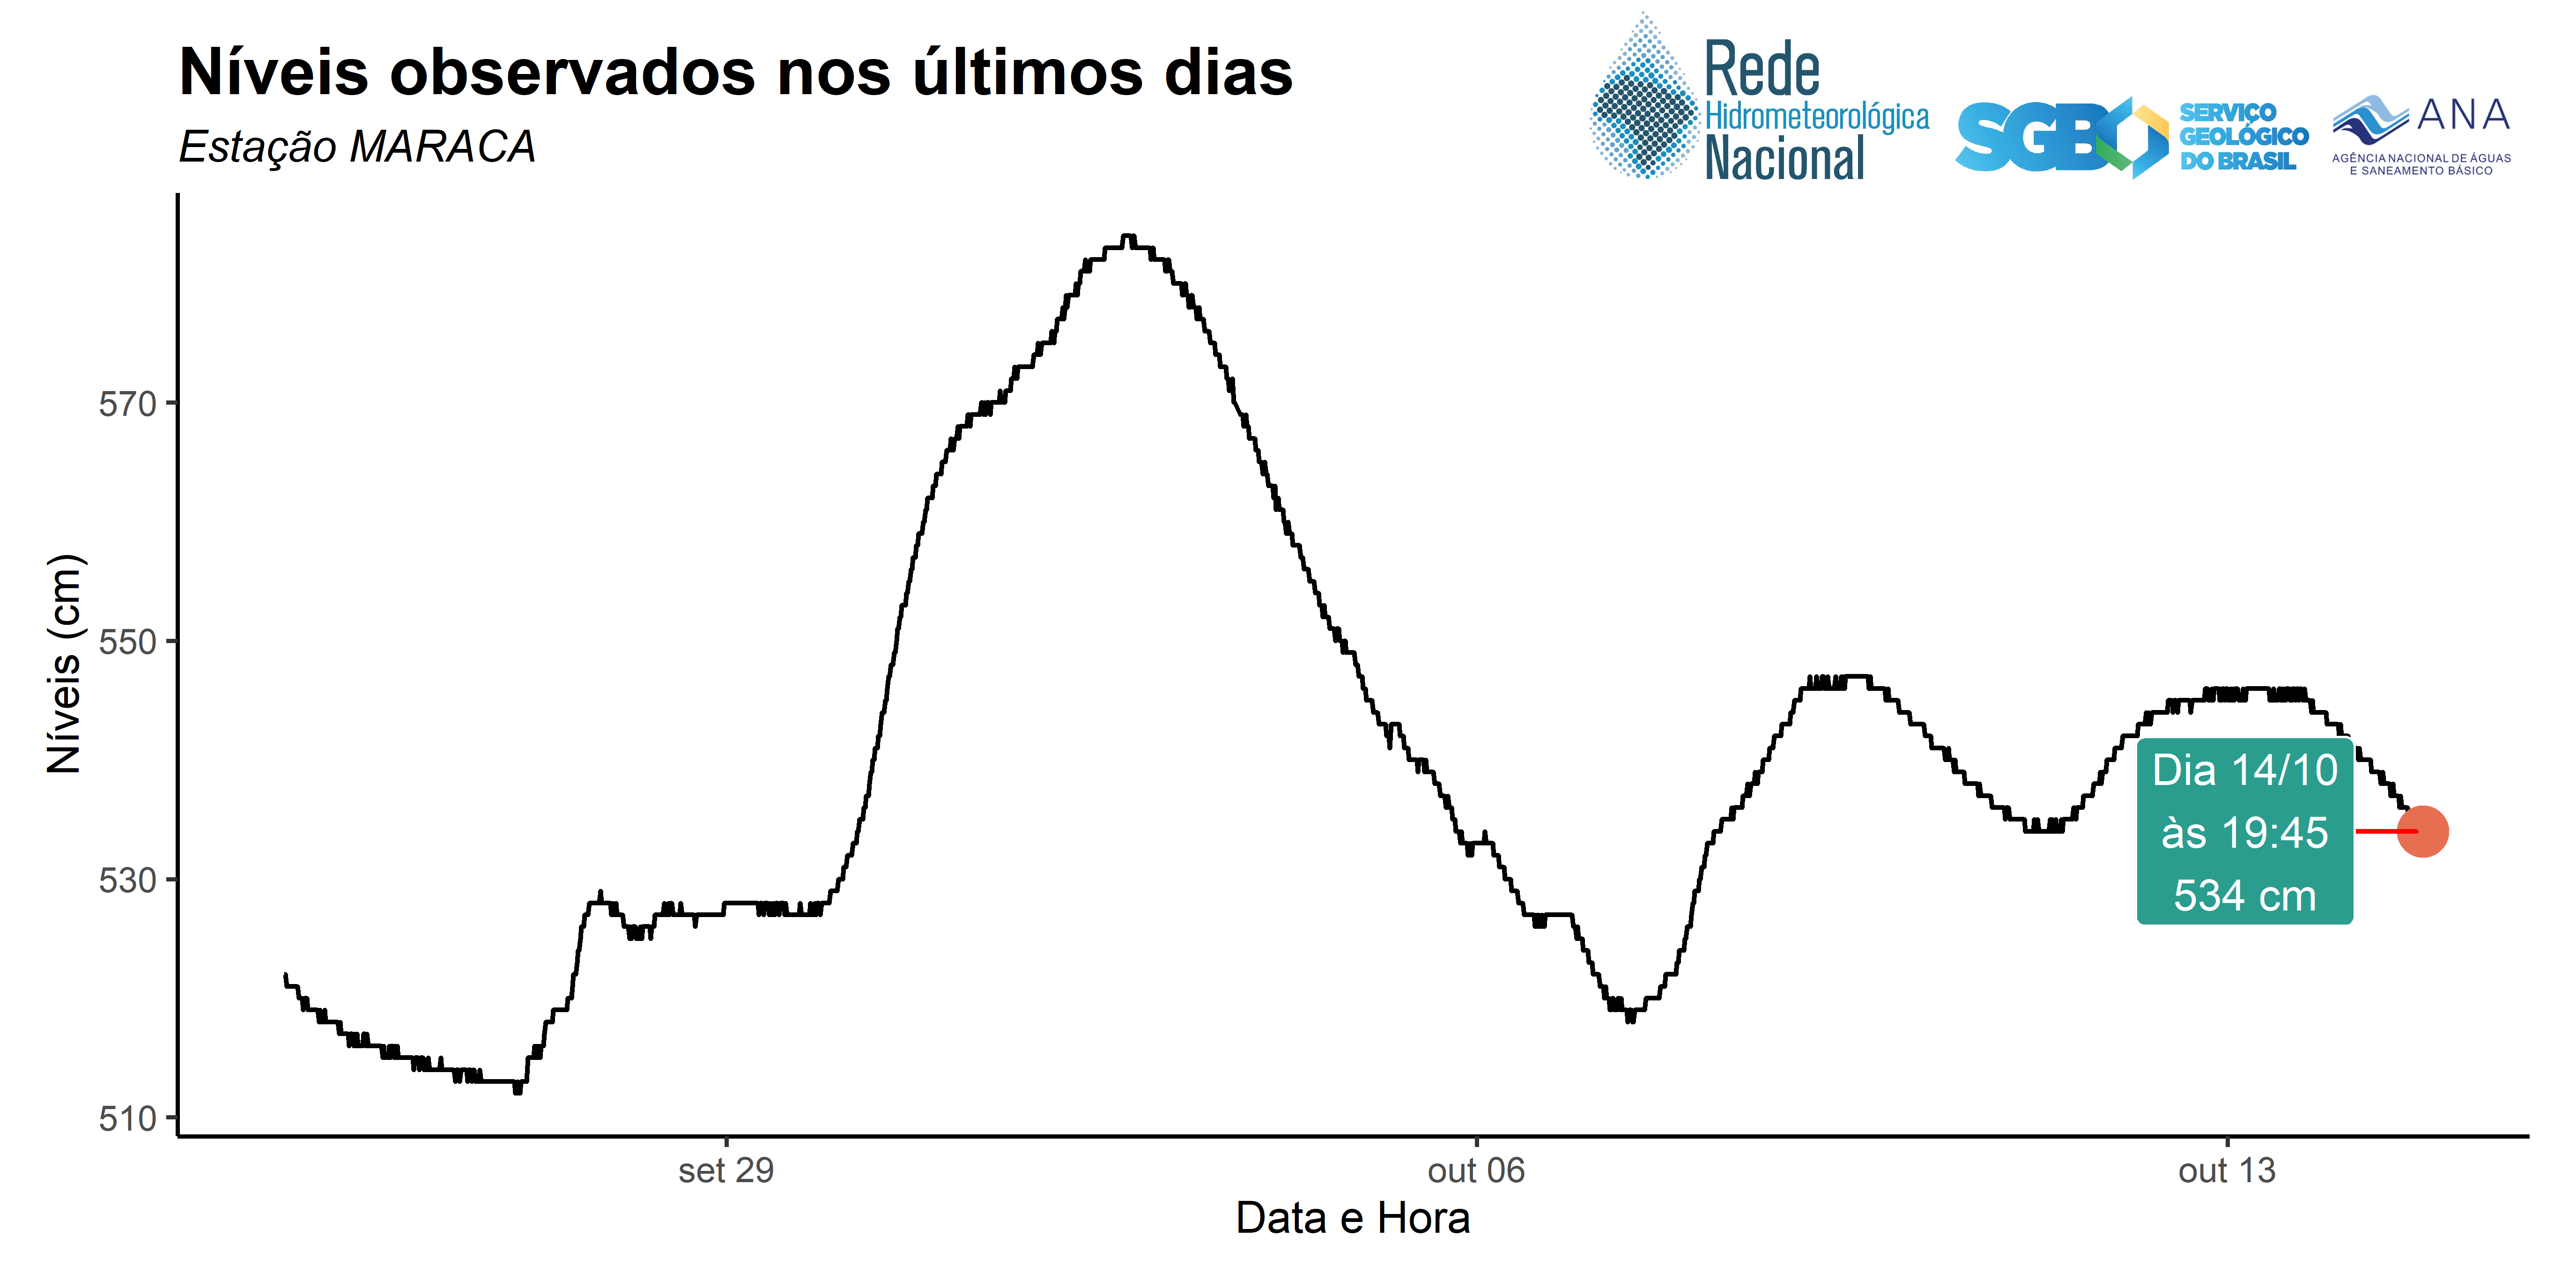 Níveis observados nos últimos dias
Estação MARACA
Rede
Hidrometeorológica
Nacional
SGB
SERVIÇO
GEOLÓGICO
DO BRASIL
ANA
AGÊNCIA NACIONAL DE ÁGUAS
E SANEAMENTO BÁSICO
Níveis (cm)
570
550
530
510
Dia 14/10
às 19:45
534 cm
set 29
out 06
out 13
Data e Hora